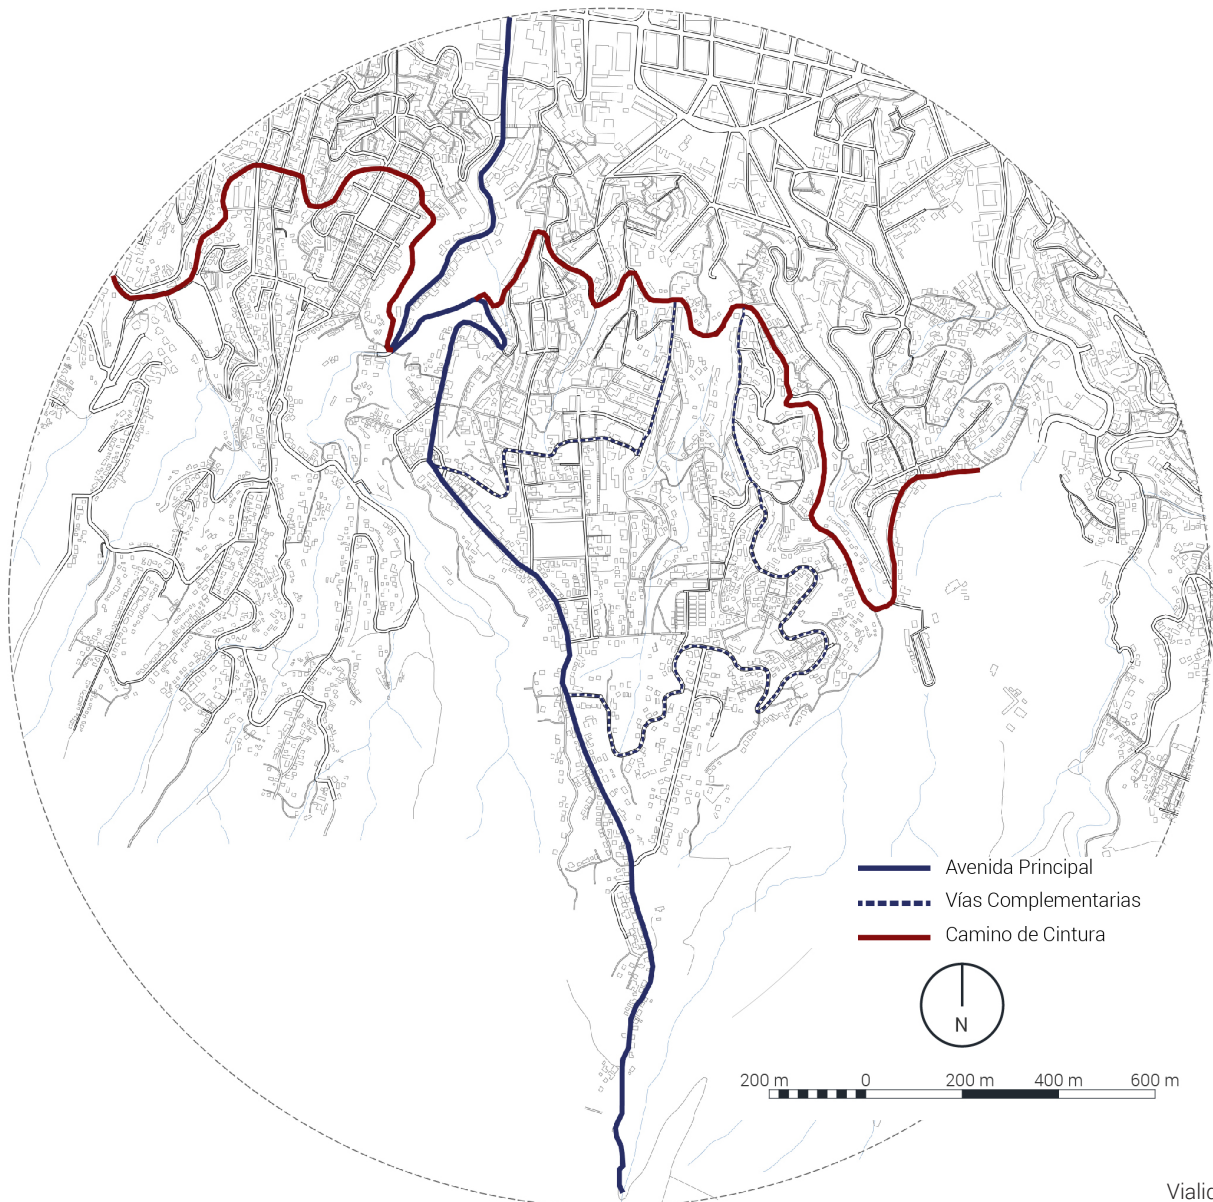 Avenida Principal
Vías Complementarias
Camino de Cintura
N
200 m 0 200 m 400 m 600 m